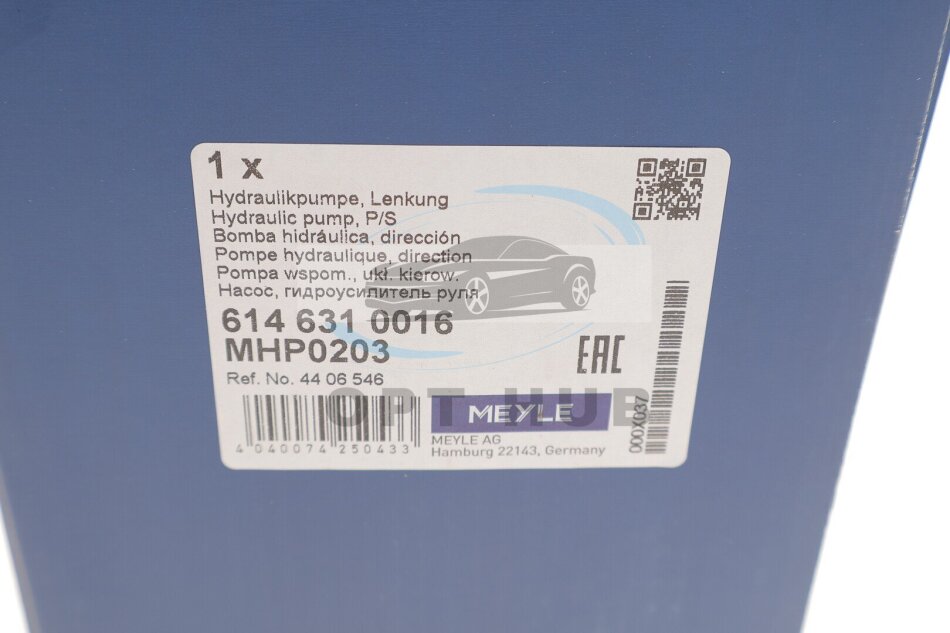 1 x
Hydraulikpumpe, Lenkung
Hydraulic pump, P/S
Bomba hidráulica, dirección
Pompe hydraulique, direction
Pompa wspom., ukł. kierow.
Насос, гидроусилитель руля
614 631 0016
MHP0203
Ref. No. 44 06 546
EAC
000X037
OPT HUB
MEYLE
MEYLE AG
Hamburg 22143, Germany
4 040074 250433